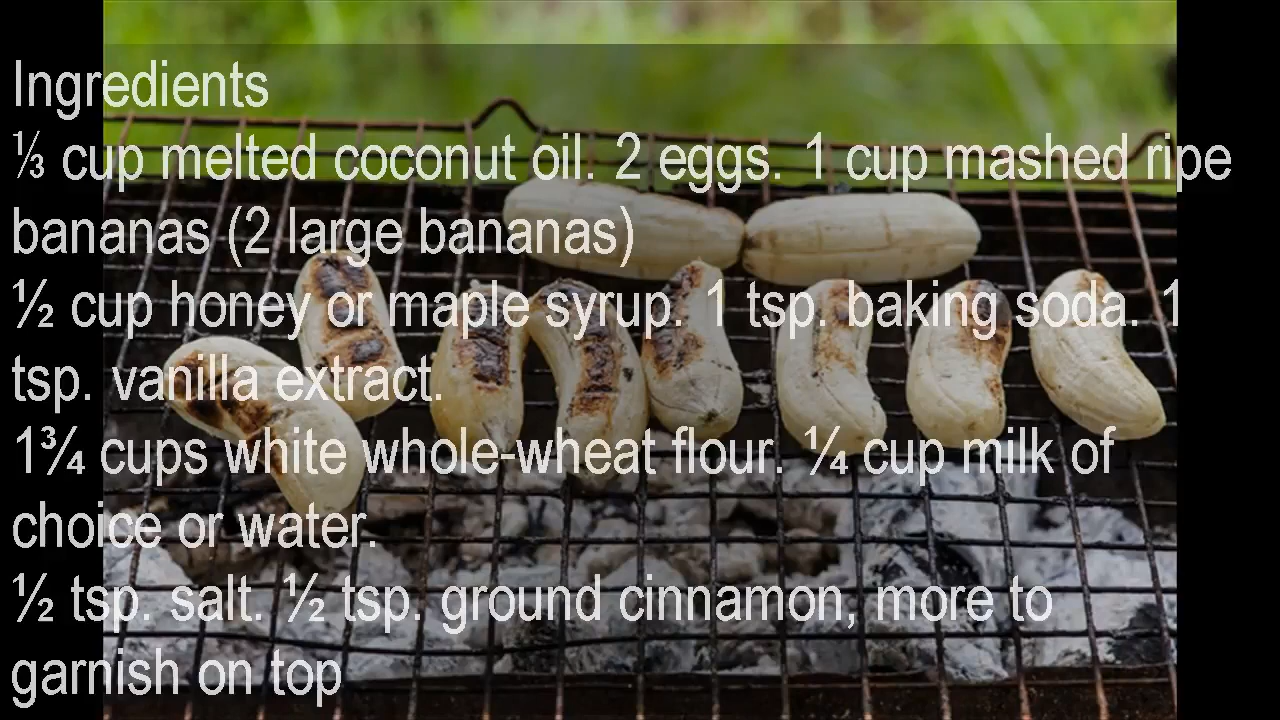 Ingredients
⅓ cup melted coconut oil. 2 eggs. 1 cup mashed ripe
bananas (2 large bananas)
½ cup honey or maple syrup. 1 tsp. baking soda. 1
tsp. vanilla extract.
1¾ cups white whole-wheat flour. ¼ cup milk of
choice or water.
½ tsp. salt. ½ tsp. ground cinnamon, more to
garnish on top